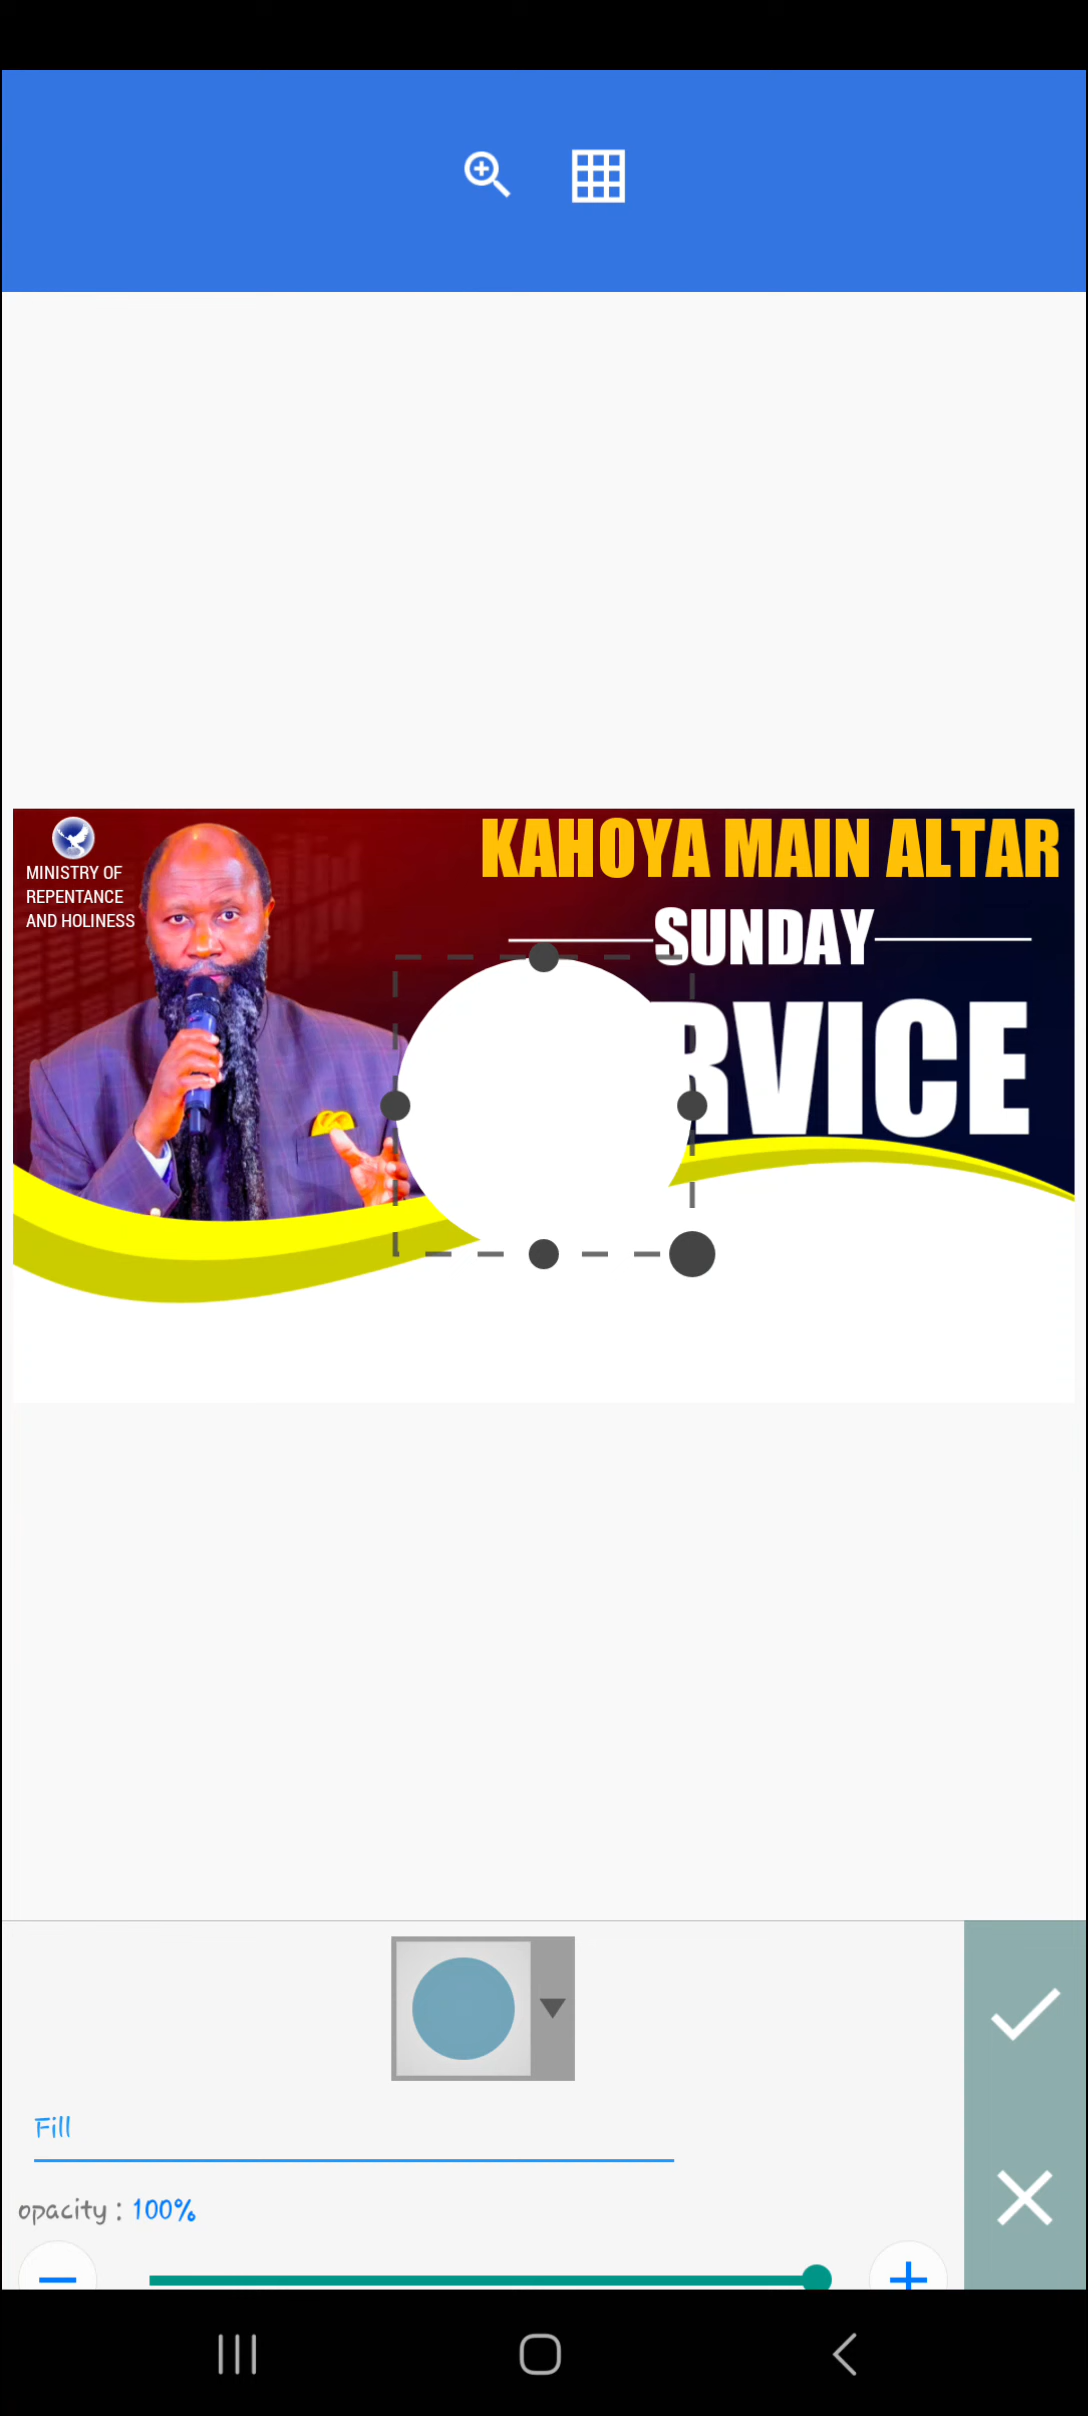 KAHOYA MAIN ALTAR
MINISTRY OF
REPENTANCE
AND HOLINESS
SUNDAY
RVICE
Fill
opacity : 100%